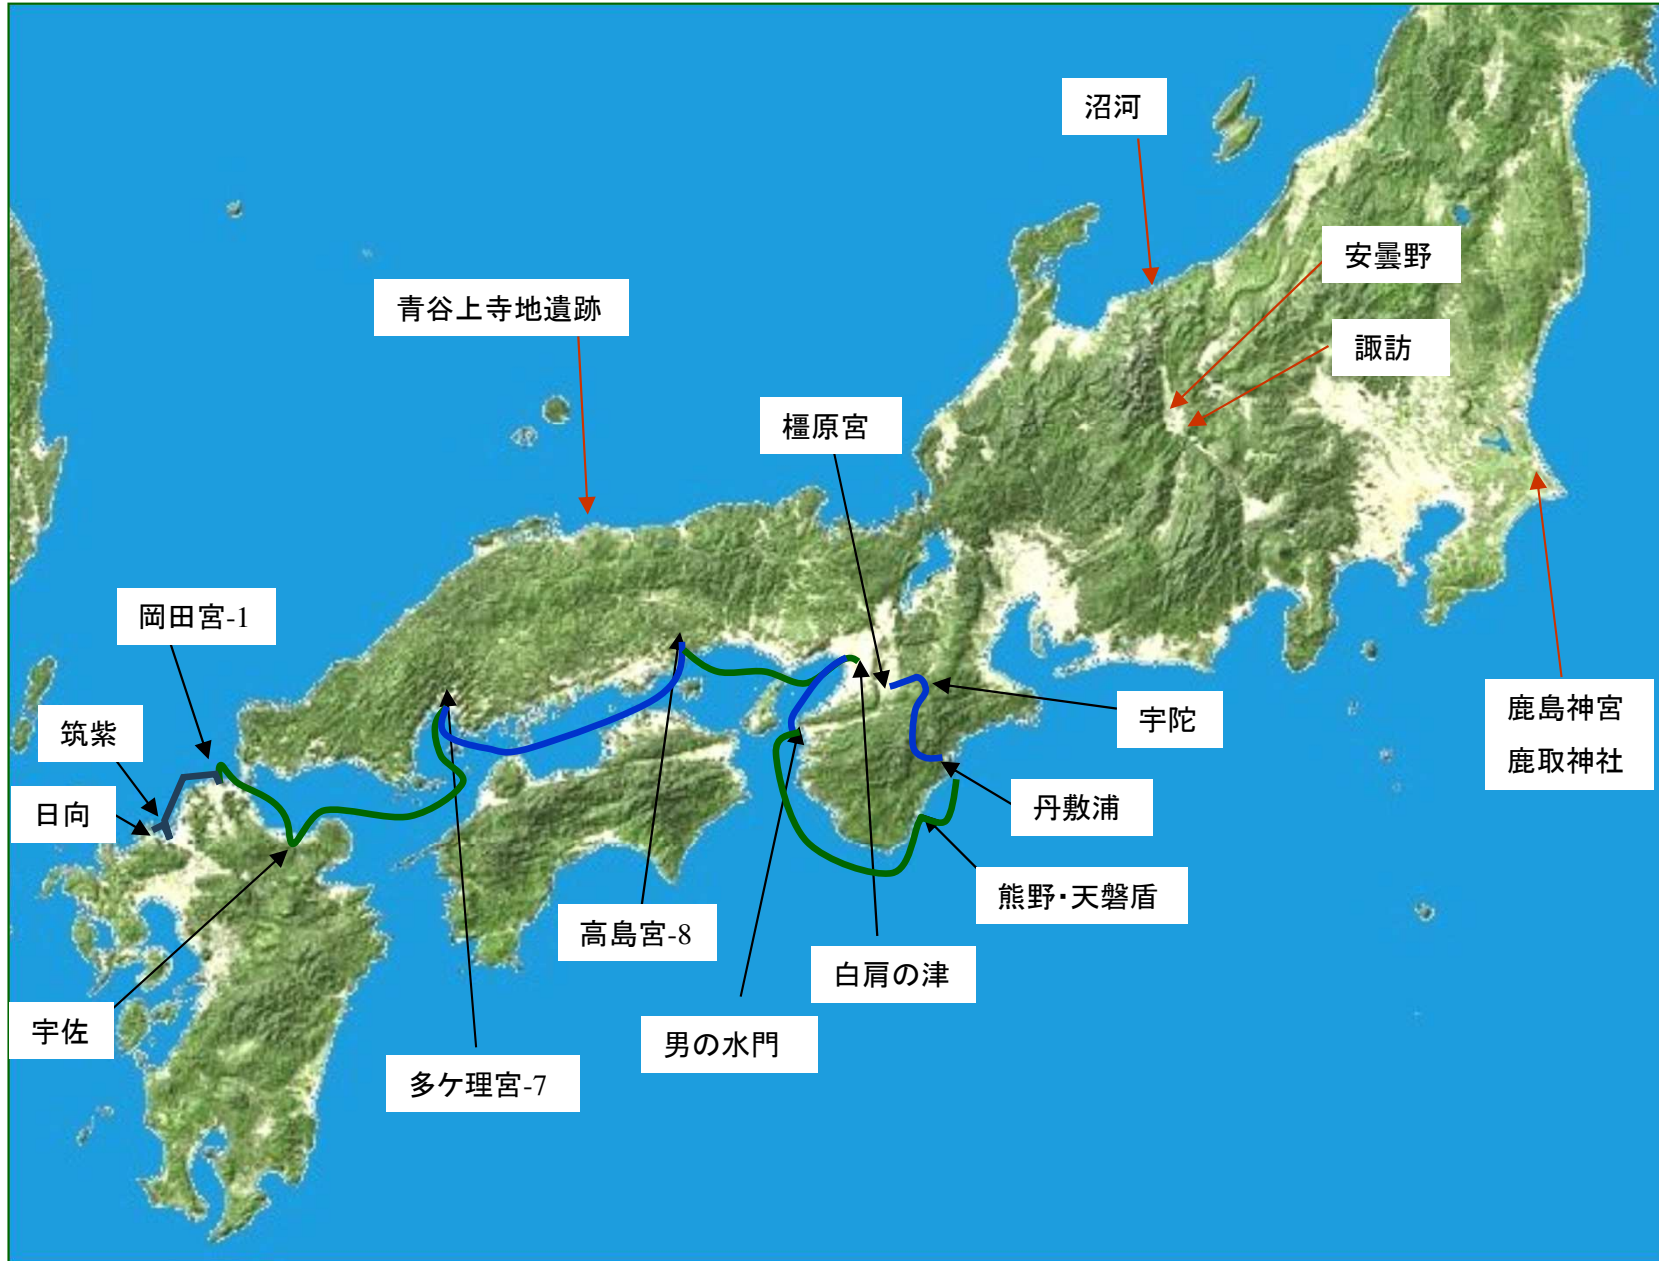 沼河
安曇野
青谷上寺地遺跡
諏訪
橿原宮
岡田宮-1
筑紫
日向
宇陀
鹿島神宮
鹿取神社
丹敷浦
熊野・天磐盾
高島宮-8
白肩の津
宇佐
男の水門
多ケ理宮-7